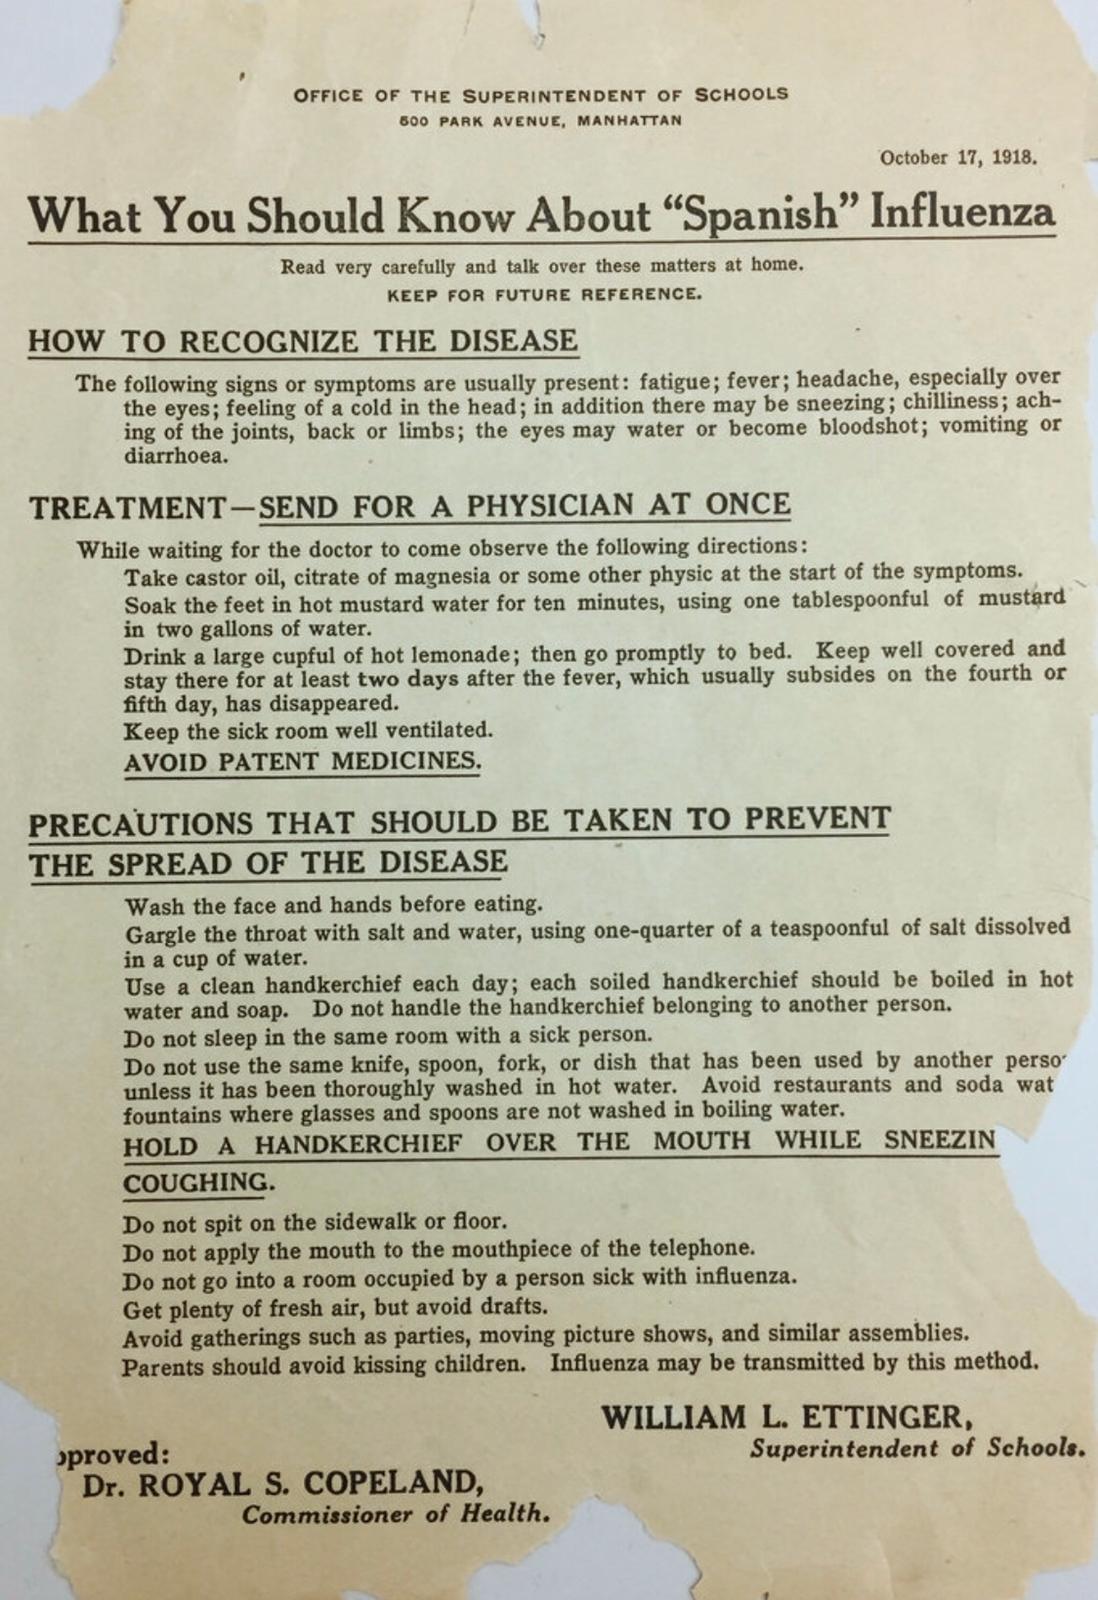 OFFICE OF THE SUPERINTENDENT OF SCHOOLS
500 PARK AVENUE, MANHATTAN
October 17, 1918.
What You Should Know About “Spanish” Influenza
Read very carefully and talk over these matters at home.
KEEP FOR FUTURE REFERENCE.
HOW TO RECOGNIZE THE DISEASE
The following signs or symptoms are usually present: fatigue; fever; headache, especially over
the eyes; feeling of a cold in the head; in addition there may be sneezing; chilliness; ach-
ing of the joints, back or limbs; the eyes may water or become bloodshot; vomiting or
diarrhoea.
TREATMENT—SEND FOR A PHYSICIAN AT ONCE
While waiting for the doctor to come observe the following directions:
Take castor oil, citrate of magnesia or some other physic at the start of the symptoms.
Soak the feet in hot mustard water for ten minutes, using one tablespoonful of mustard
in two gallons of water.
Drink a large cupful of hot lemonade; then go promptly to bed. Keep well covered and
stay there for at least two days after the fever, which usually subsides on the fourth or
fifth day, has disappeared.
Keep the sick room well ventilated.
AVOID PATENT MEDICINES.
PRECAUTIONS THAT SHOULD BE TAKEN TO PREVENT
THE SPREAD OF THE DISEASE
Wash the face and hands before eating.
Gargle the throat with salt and water, using one-quarter of a teaspoonful of salt dissolved
in a cup of water.
Use a clean handkerchief each day; each soiled handkerchief should be boiled in hot
water and soap. Do not handle the handkerchief belonging to another person.
Do not sleep in the same room with a sick person.
Do not use the same knife, spoon, fork, or dish that has been used by another perso
unless it has been thoroughly washed in hot water. Avoid restaurants and soda wat
fountains where glasses and spoons are not washed in boiling water.
HOLD A HANDKERCHIEF OVER THE MOUTH WHILE SNEEZIN
COUGHING.
Do not spit on the sidewalk or floor.
Do not apply the mouth to the mouthpiece of the telephone.
Do not go into a room occupied by a person sick with influenza.
Get plenty of fresh air, but avoid drafts.
Avoid gatherings such as parties, moving picture shows, and similar assemblies.
Parents should avoid kissing children. Influenza may be transmitted by this method.
WILLIAM L. ETTINGER,
Superintendent of Schools.
pproved:
Dr. ROYAL S. COPELAND,
Commissioner of Health.